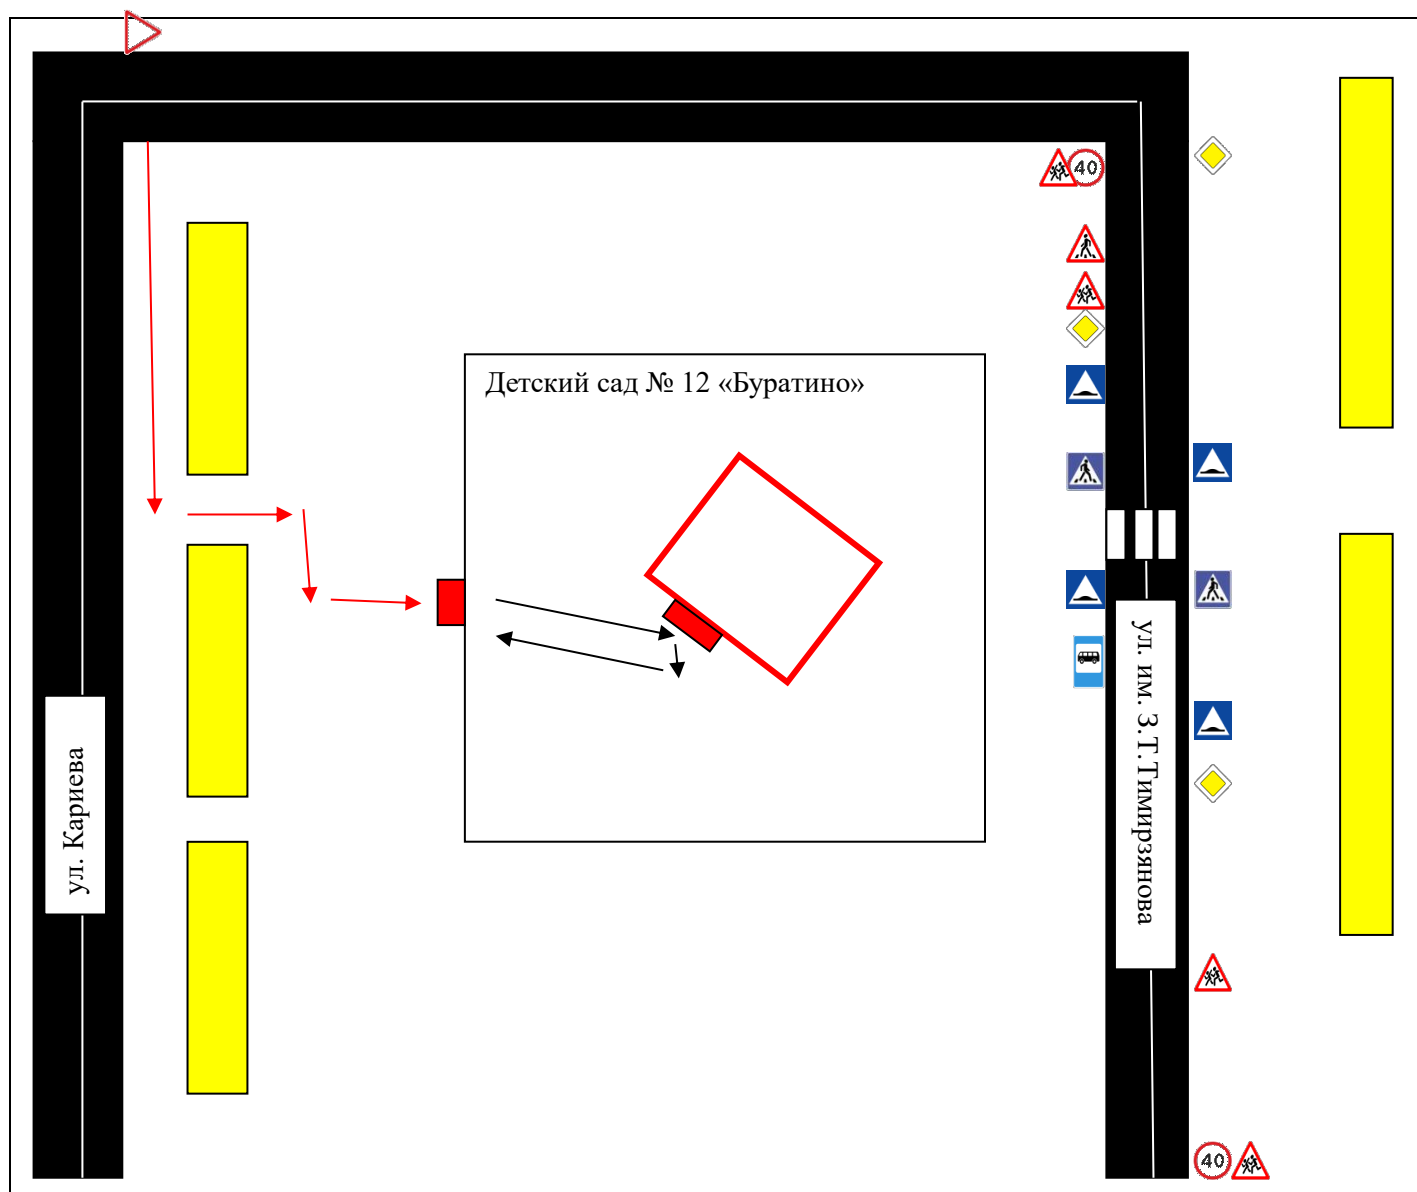 40
Детский сад № 12 «Буратино»
ул. им. З.Т.Тимирзянова
ул. Кариева
40